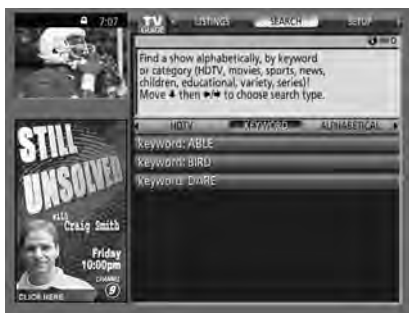 7:07
TV GUIDE
LISTINGS
SEARCH
SETUP
Find a show alphabetically, by keyword
or category (HDTV, movies, sports, news,
children, educational, variety, series)!
Move ↓ then ←/→ to choose search type.
HDTV
KEYWORD
ALPHABETICAL
keyword: ABLE
keyword: BIRD
keyword: DARE
STILL
UNSOLVED
with
Craig Smith
Friday
10:00pm
CHANNEL
9
CLICK HERE